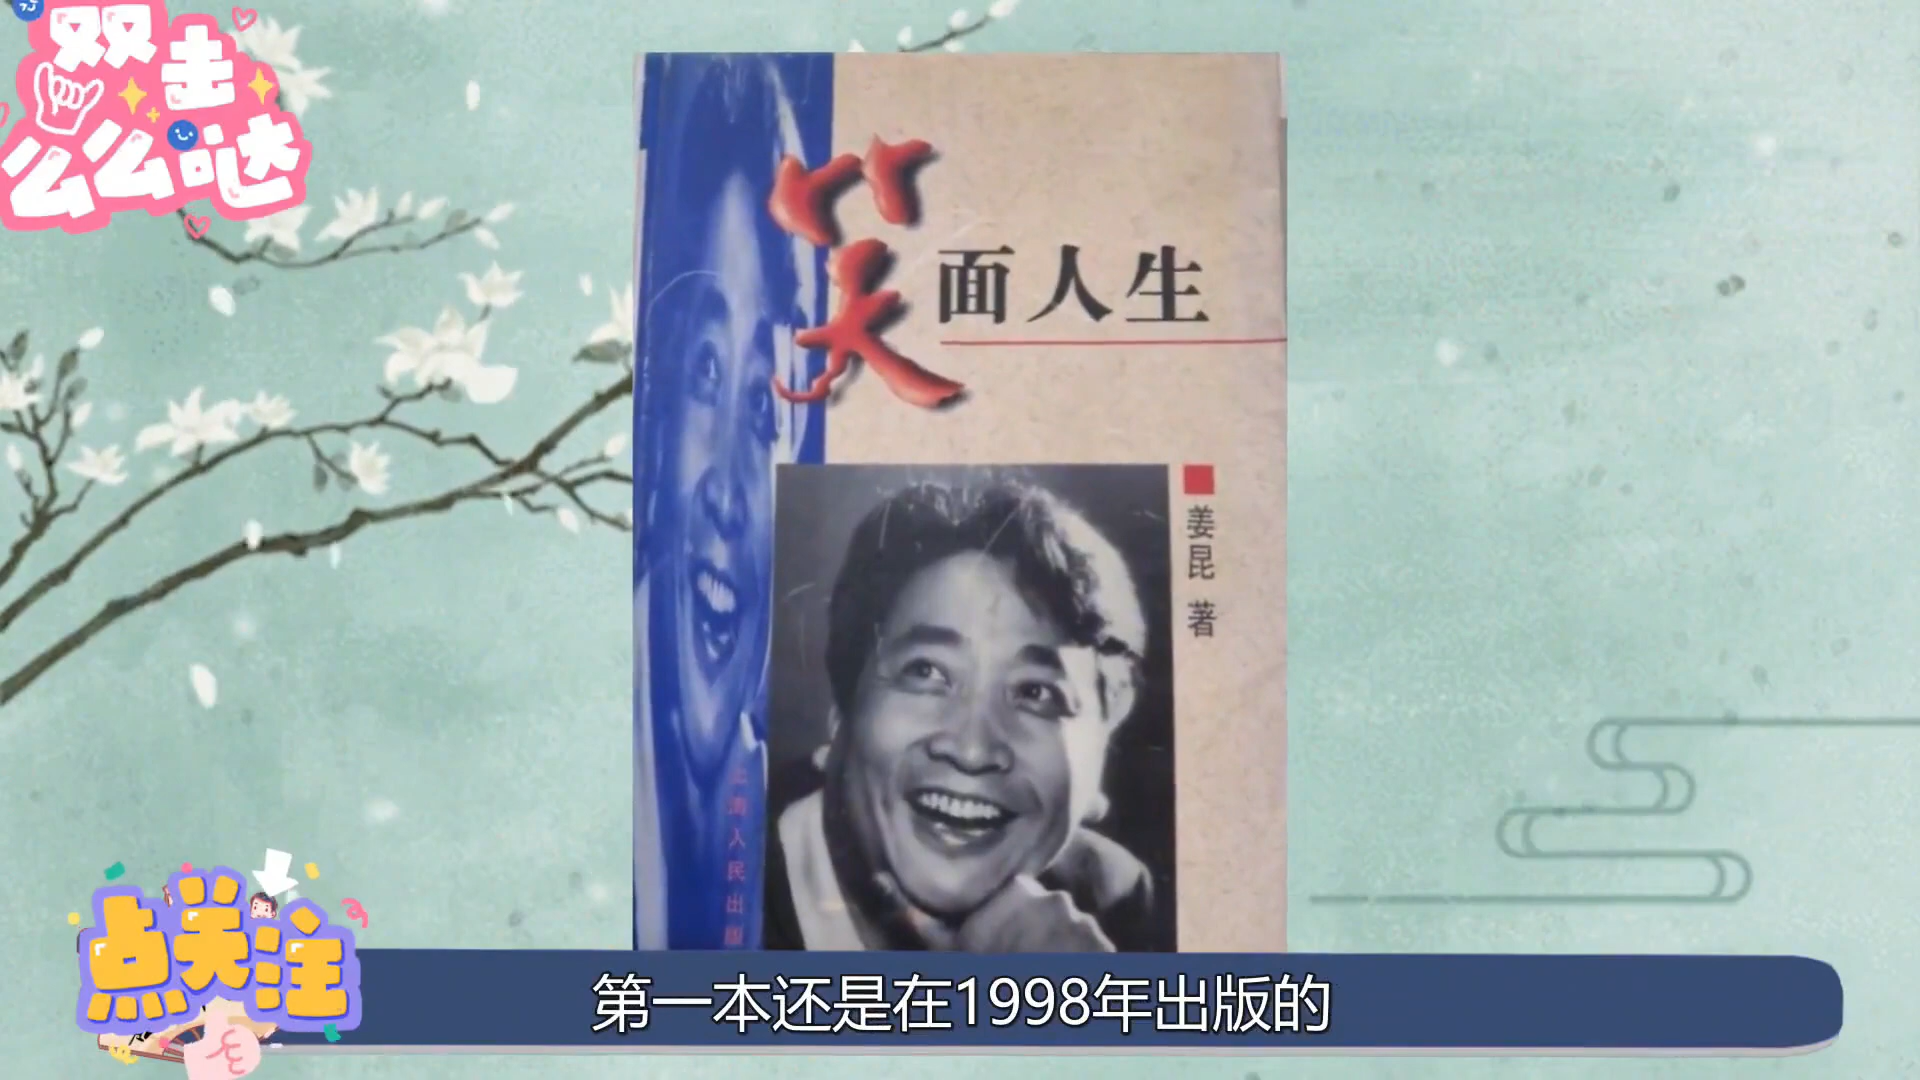 双击
么么哒
笑
面人生
姜昆 著
上海人民出版
点关注
第一本还是在1998年出版的